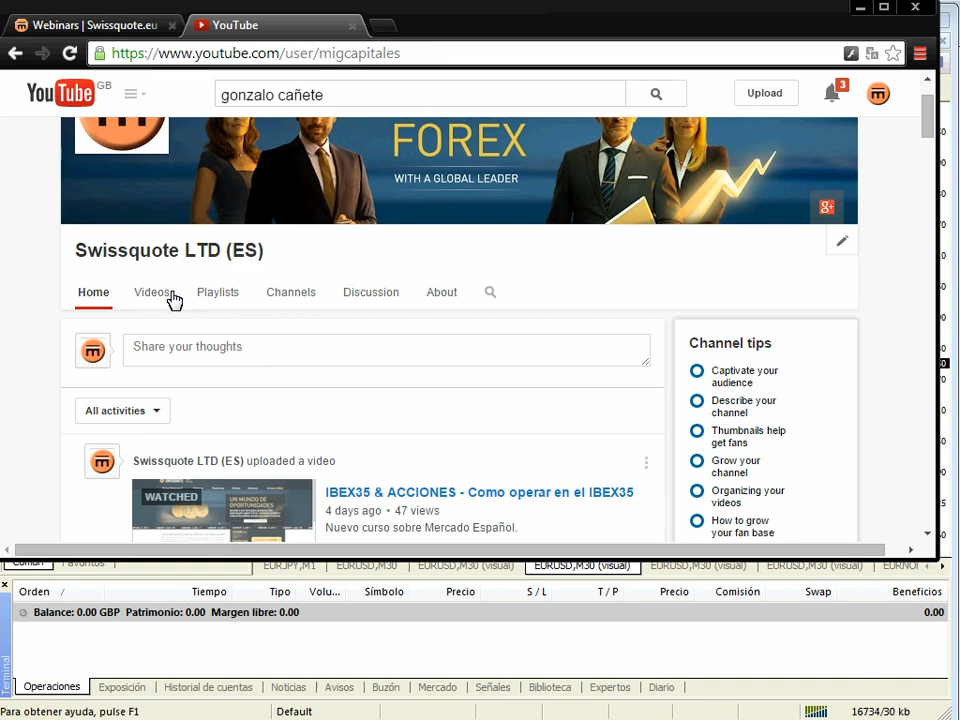 Webinars | Swissquote.eu
YouTube
https://www.youtube.com/user/migcapitales
YouTube GB
gonzalo cañete
Upload
3
FOREX
WITH A GLOBAL LEADER
g+
Swissquote LTD (ES)
Home Videos Playlists Channels Discussion About
Share your thoughts
All activities
Swissquote LTD (ES) uploaded a video
WATCHED
IBEX35 & ACCIONES - Como operar en el IBEX35
4 days ago • 47 views
Nuevo curso sobre Mercado Español.
UN MUNDO DE
OPORTUNIDADES
Channel tips
Captivate your
audience
Describe your
channel
Thumbnails help
get fans
Grow your
channel
Organizing your
videos
How to grow
your fan base
Común Favoritos
EURJPY,M1 EURUSD,M30 EURUSD,M30 (visual) EURUSD,M30 (visual) EURUSD,M30 (visual) EURUSD,M30 (visual)
Orden / Tiempo Tipo Volu... Símbolo Precio S / L T / P Precio Comisión Swap Beneficios
Balance: 0.00 GBP Patrimonio: 0.00 Margen libre: 0.00 0.00
Terminal
Operaciones Exposición Historial de cuentas Noticias Avisos Buzón Mercado Señales Biblioteca Expertos Diario
Para obtener ayuda, pulse F1 Default 16734/30 kb